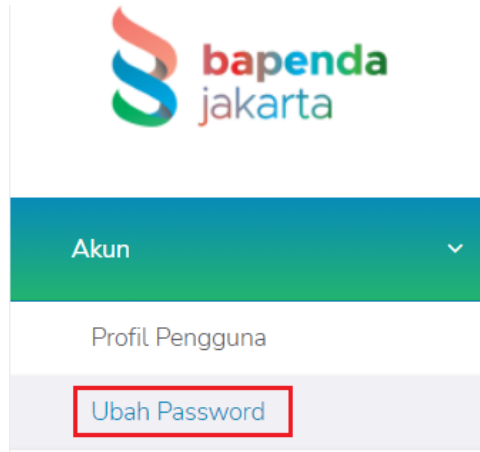 bapenda
jakarta
Akun
Profil Pengguna
Ubah Password